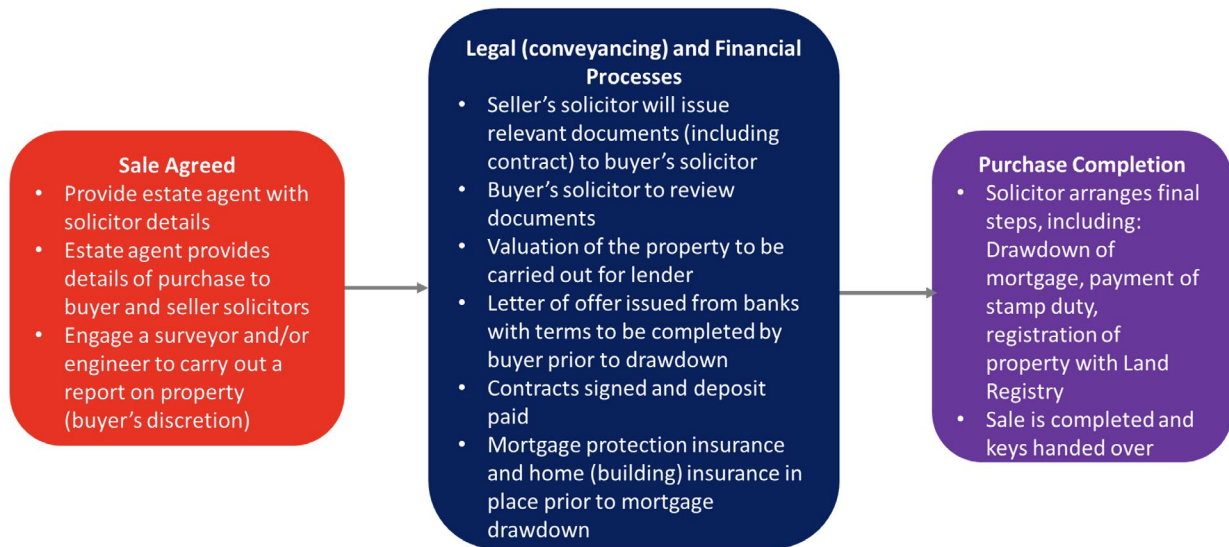 Sale Agreed
• Provide estate agent with
solicitor details
• Estate agent provides
details of purchase to
buyer and seller solicitors
• Engage a surveyor and/or
engineer to carry out a
report on property
(buyer’s discretion)
Legal (conveyancing) and Financial
Processes
• Seller’s solicitor will issue
relevant documents (including
contract) to buyer’s solicitor
• Buyer’s solicitor to review
documents
• Valuation of the property to be
carried out for lender
• Letter of offer issued from banks
with terms to be completed by
buyer prior to drawdown
• Contracts signed and deposit
paid
• Mortgage protection insurance
and home (building) insurance in
place prior to mortgage
drawdown
Purchase Completion
• Solicitor arranges final
steps, including:
Drawdown of
mortgage, payment of
stamp duty,
registration of
property with Land
Registry
• Sale is completed and
keys handed over